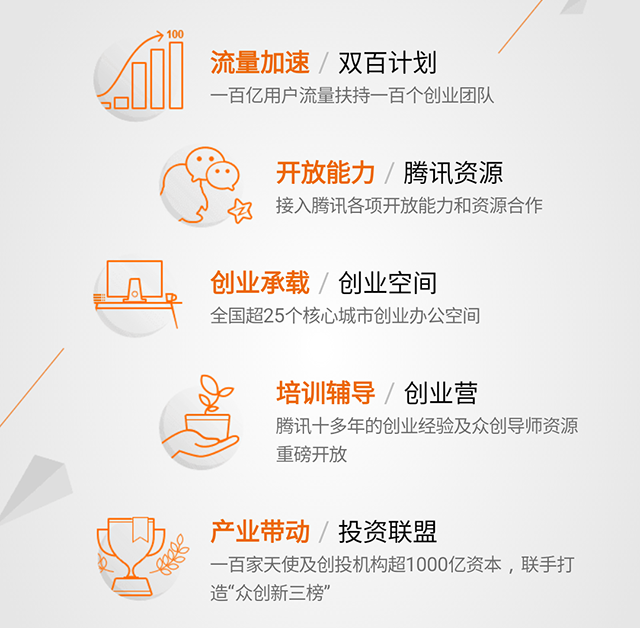 100
流量加速 / 双百计划
一百亿用户流量扶持一百个创业团队
开放能力 / 腾讯资源
接入腾讯各项开放能力和资源合作
创业承载 / 创业空间
全国超25个核心城市创业办公空间
培训辅导 / 创业营
腾讯十多年的创业经验及众创导师资源
重磅开放
产业带动 / 投资联盟
一百家天使及创投机构超1000亿资本，联手打
造“众创新三榜”